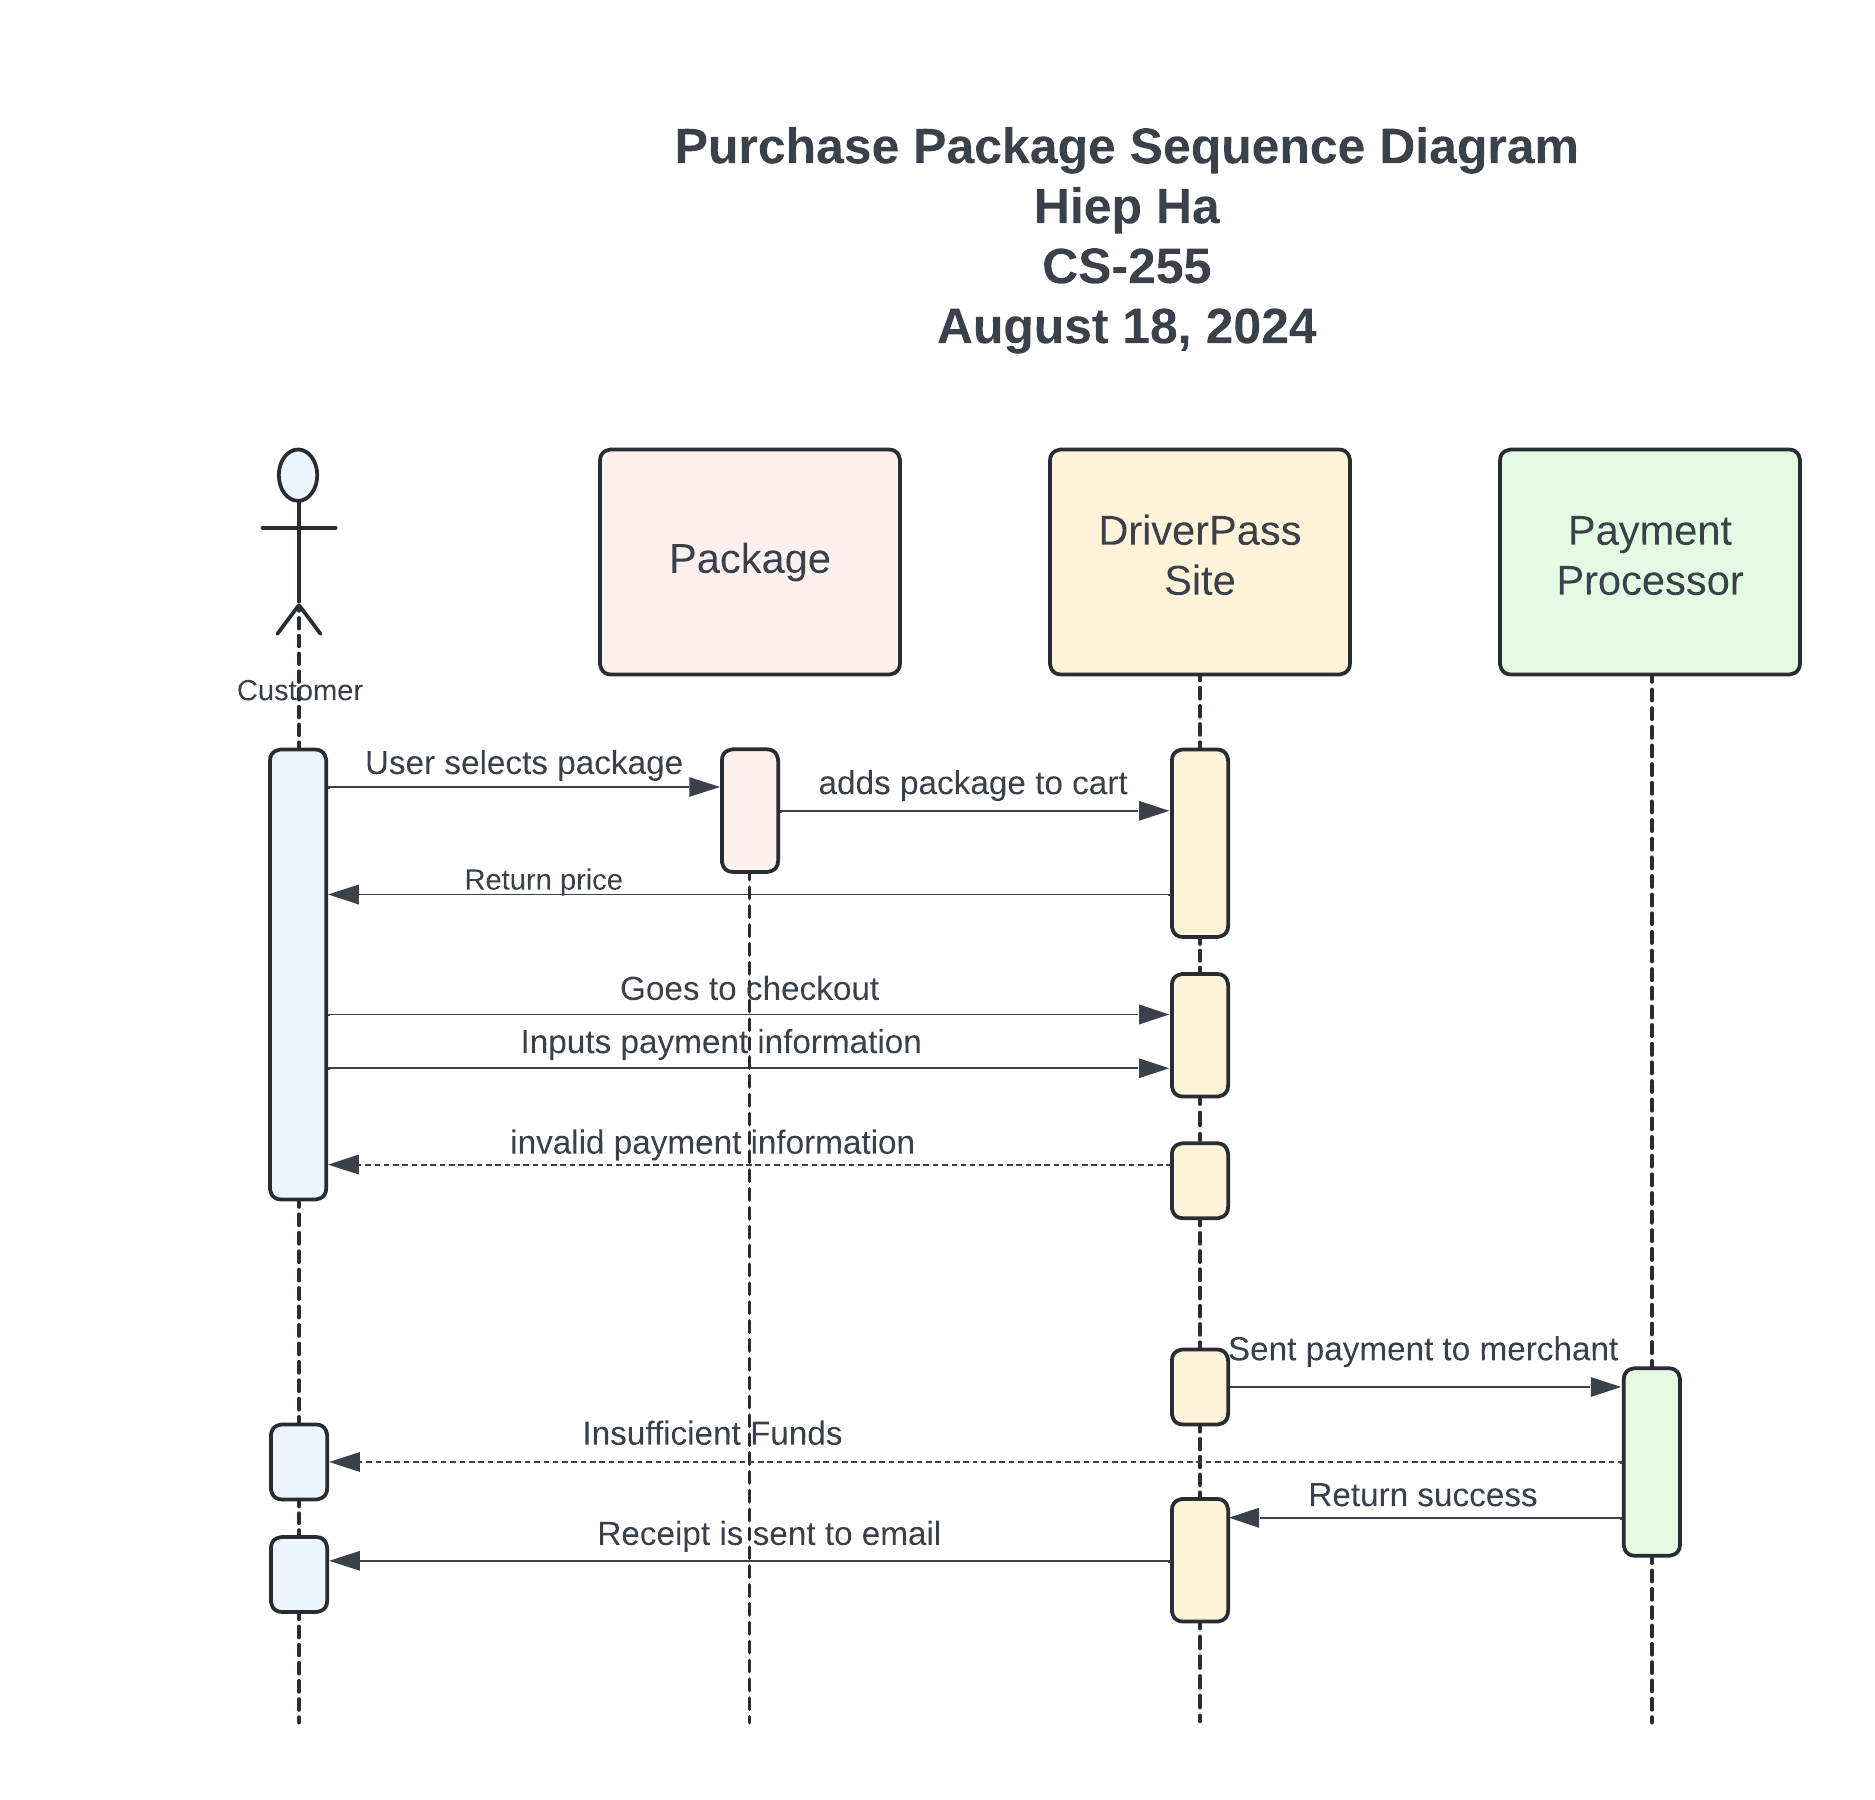 Purchase Package Sequence Diagram
Hiep Ha
CS-255
August 18, 2024
Package
DriverPass
Site
Payment
Processor
Customer
User selects package
adds package to cart
Return price
Goes to checkout
Inputs payment information
invalid payment information
Sent payment to merchant
Insufficient Funds
Return success
Receipt is sent to email